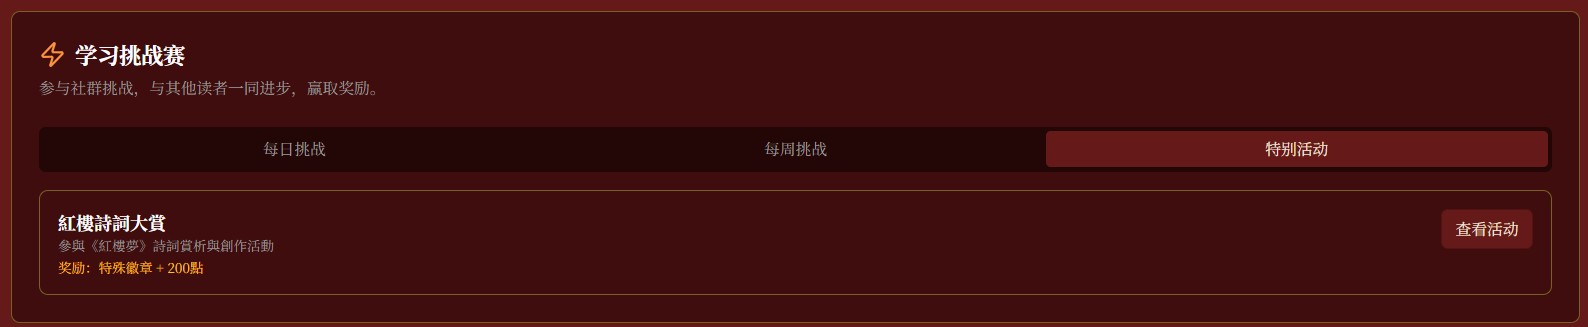 学习挑战赛
参与社群挑战，与其他读者一同进步，赢取奖励。
每日挑战 每周挑战 特别活动
紅樓詩詞大賞
參與《紅樓夢》詩詞賞析與創作活動
奖励：特殊徽章 + 200點
查看活动